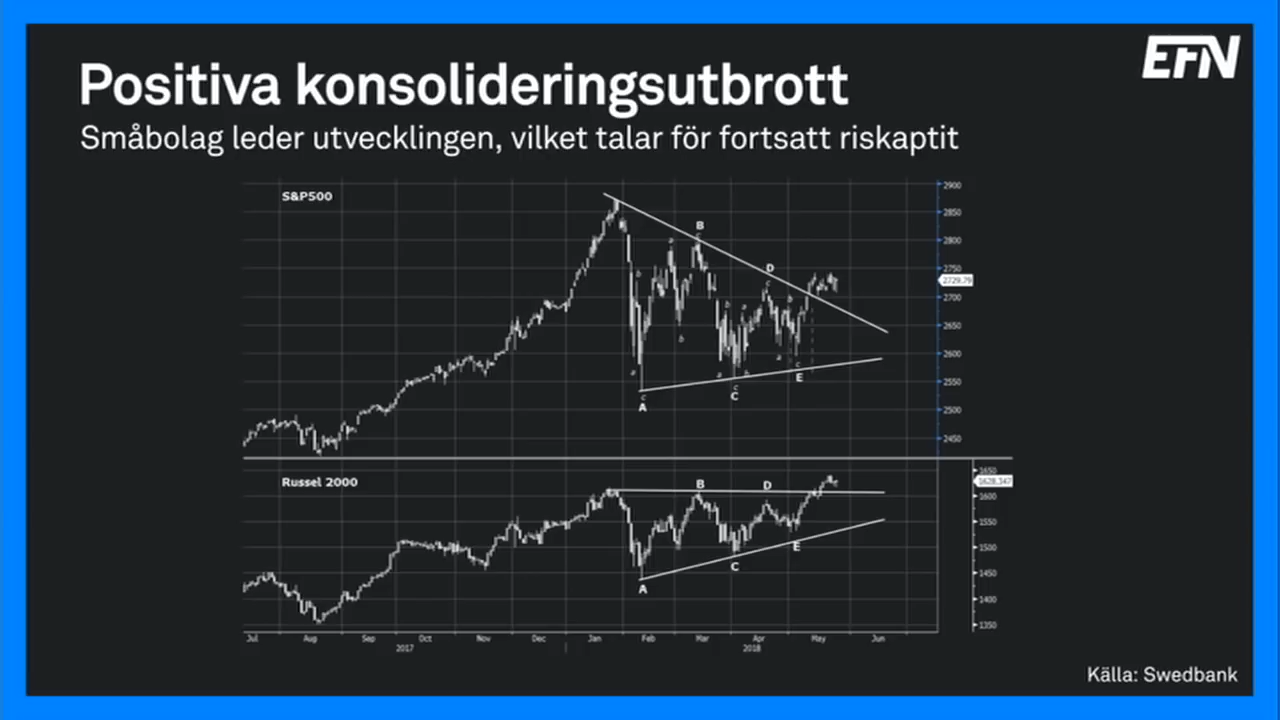 EFN
Positiva konsolideringsutbrott
Småbolag leder utvecklingen, vilket talar för fortsatt riskaptit
S&P500
2900
2850
B
2800
a
c
D
2750
b
c
2729.79
2700
b
a
b
2650
b
2600
a
c
a
a
b
E
2550
c
c
A
C
2500
2450
Russel 2000
1650
1628.347
B
D
1600
1550
E
1500
C
1450
A
1400
1350
Jul Aug Sep Oct Nov Dec Jan Feb Mar Apr May Jun
2017 2018
Källa: Swedbank